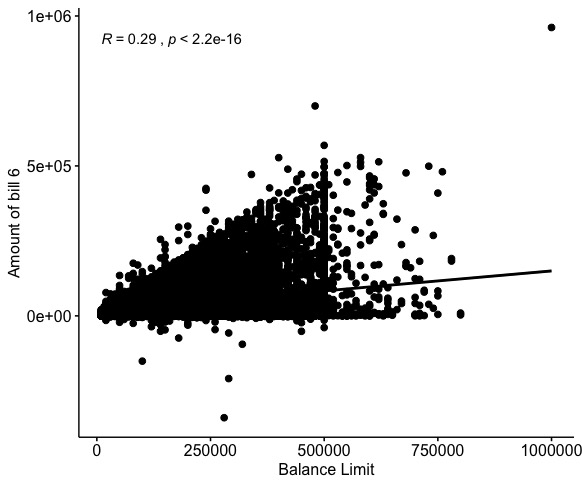 1e+06
R = 0.29 , p < 2.2e-16
5e+05
Amount of bill 6
0e+00
0 250000 500000 750000 1000000
Balance Limit